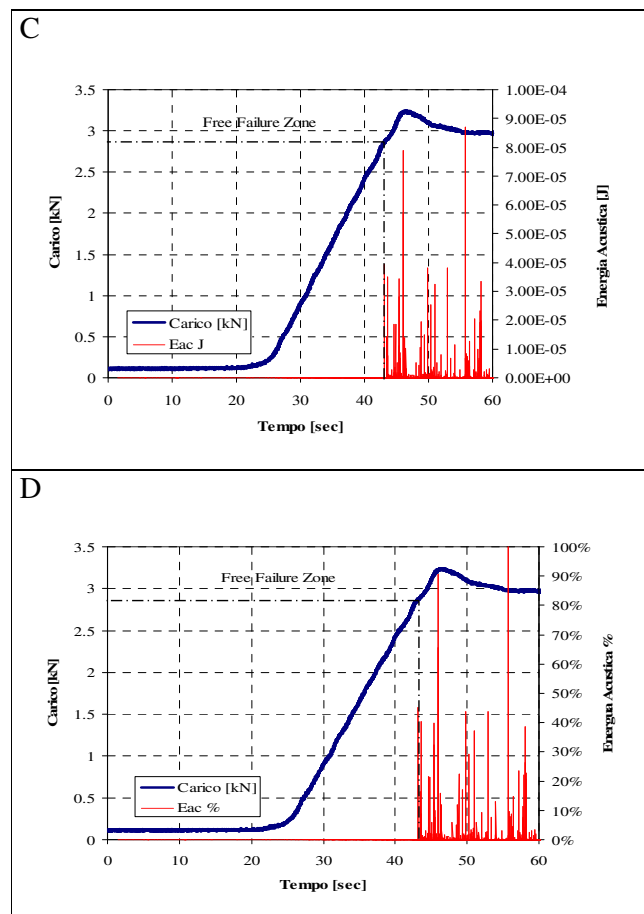 C
3.5
3
2.5
2
1.5
1
0.5
0
Carico [kN]
Free Failure Zone
Carico [kN]
Eac J
1.00E-04
9.00E-05
8.00E-05
7.00E-05
6.00E-05
5.00E-05
4.00E-05
3.00E-05
2.00E-05
1.00E-05
0.00E+00
Energia Acustica [J]
0 10 20 30 40 50 60
Tempo [sec]
D
3.5
3
2.5
2
1.5
1
0.5
0
Carico [kN]
Free Failure Zone
Carico [kN]
Eac %
100%
90%
80%
70%
60%
50%
40%
30%
20%
10%
0%
Energua Acustica %
0 10 20 30 40 50 60
Tempo [sec]